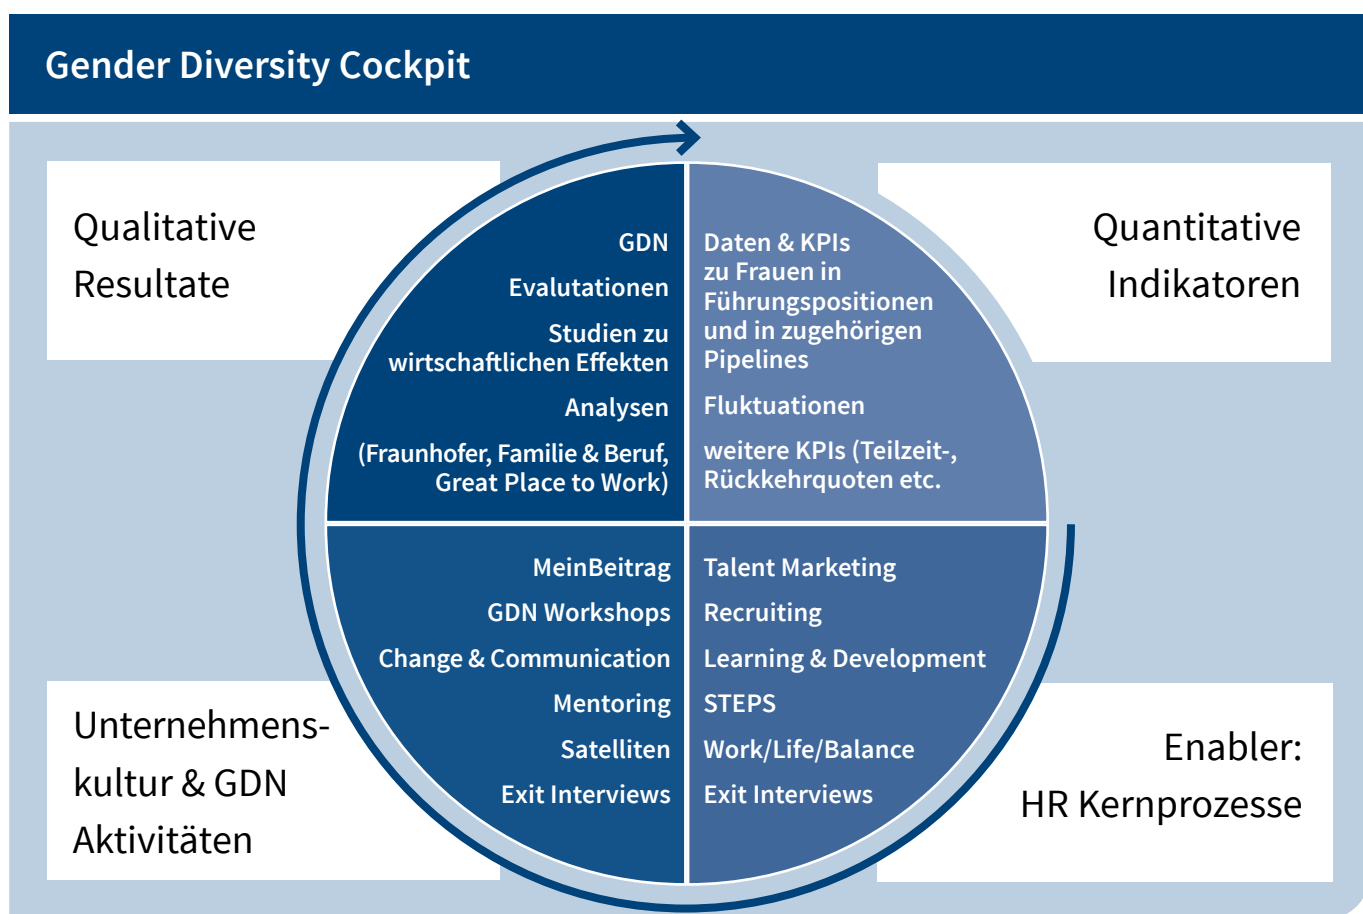 Gender Diversity Cockpit
Qualitative
Resultate
GDN
Evalutationen
Studien zu
wirtschaftlichen Effekten
Analysen
(Fraunhofer, Familie & Beruf,
Great Place to Work)
Daten & KPIs
zu Frauen in
Führungspositionen
und in zugehörigen
Pipelines
Fluktuationen
weitere KPIs (Teilzeit-,
Rückkehrquoten etc.
Quantitative
Indikatoren
Unternehmens-
kultur & GDN
Aktivitäten
MeinBeitrag
GDN Workshops
Change & Communication
Mentoring
Satelliten
Exit Interviews
Talent Marketing
Recruiting
Learning & Development
STEPS
Work/Life/Balance
Exit Interviews
Enabler:
HR Kernprozesse